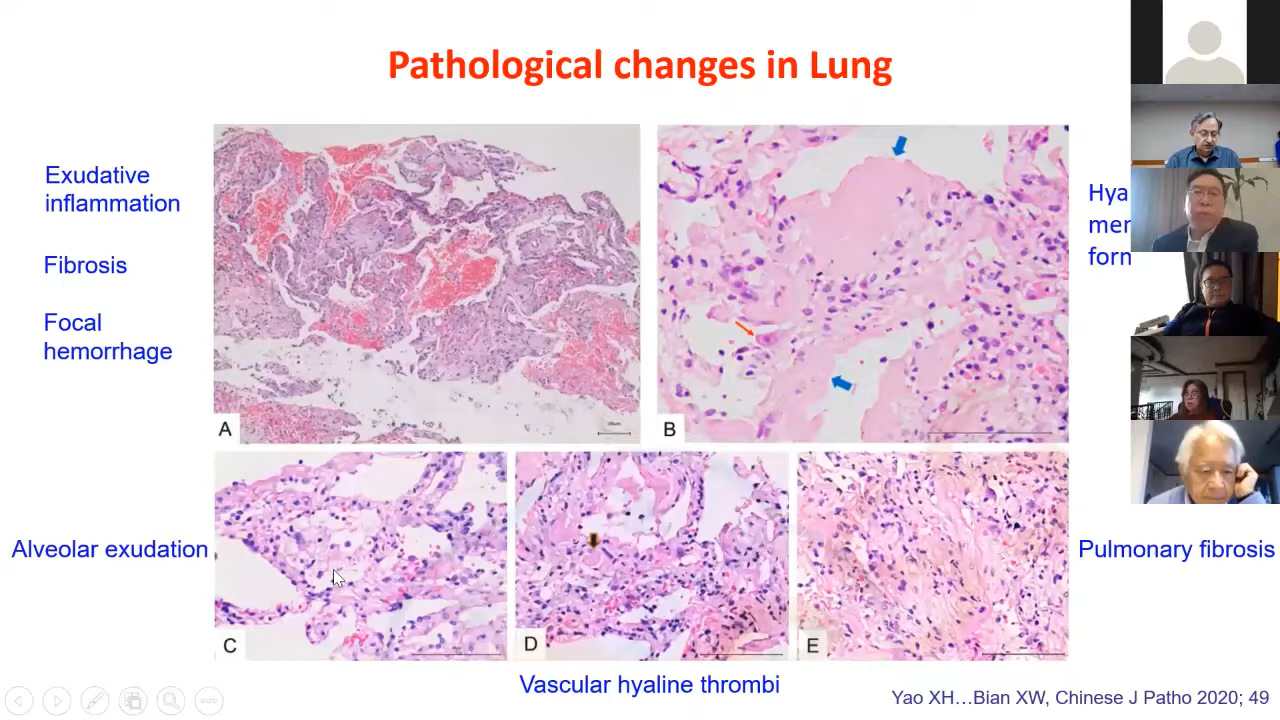 Pathological changes in Lung
Exudative
inflammation
Fibrosis
Focal
hemorrhage
A
B
Alveolar exudation
C
D
E
Pulmonary fibrosis
Vascular hyaline thrombi
Yao XH…Bian XW, Chinese J Patho 2020; 49